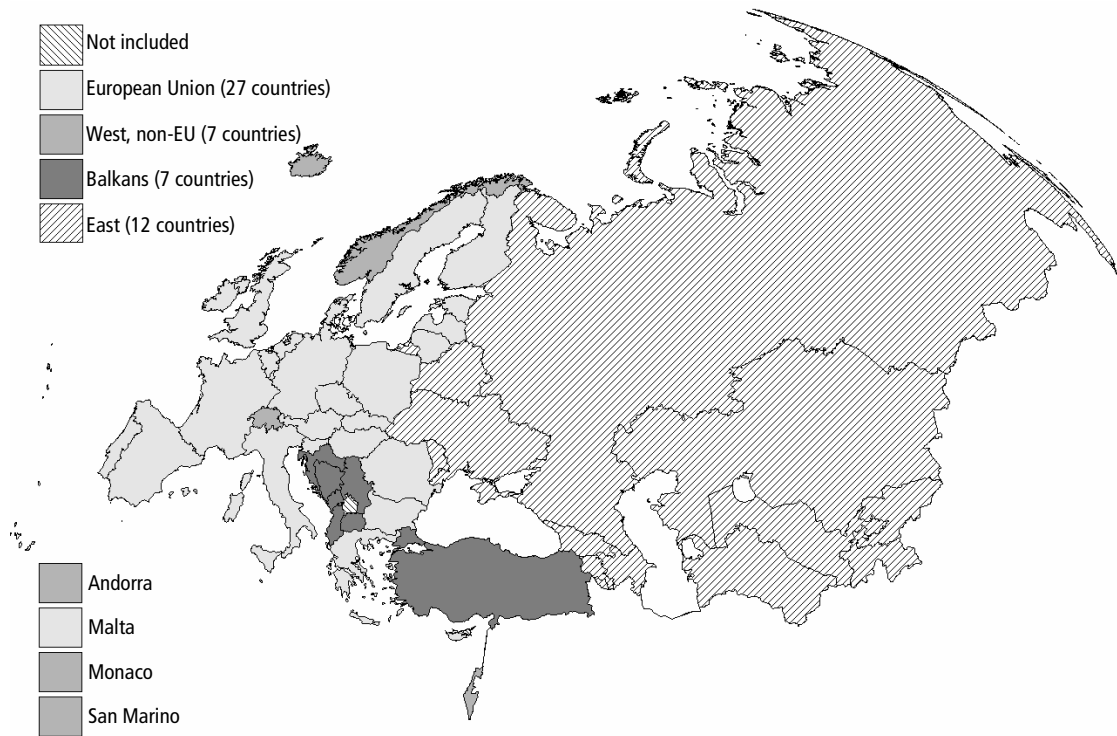 Not included
European Union (27 countries)
West, non-EU (7 countries)
Balkans (7 countries)
East (12 countries)
Andorra
Malta
Monaco
San Marino